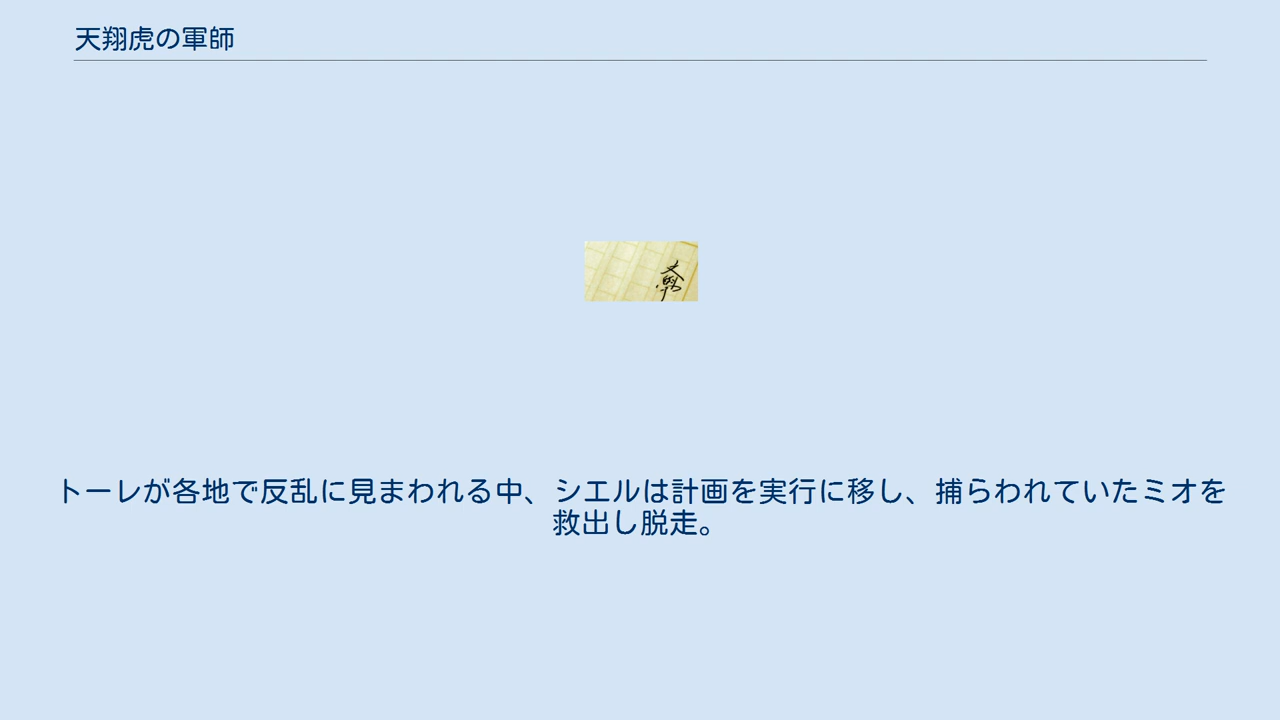 天翔虎の軍師
トーレが各地で反乱に見まわれる中、シエルは計画を実行に移し、捕らわれていたミオを
救出し脱走。